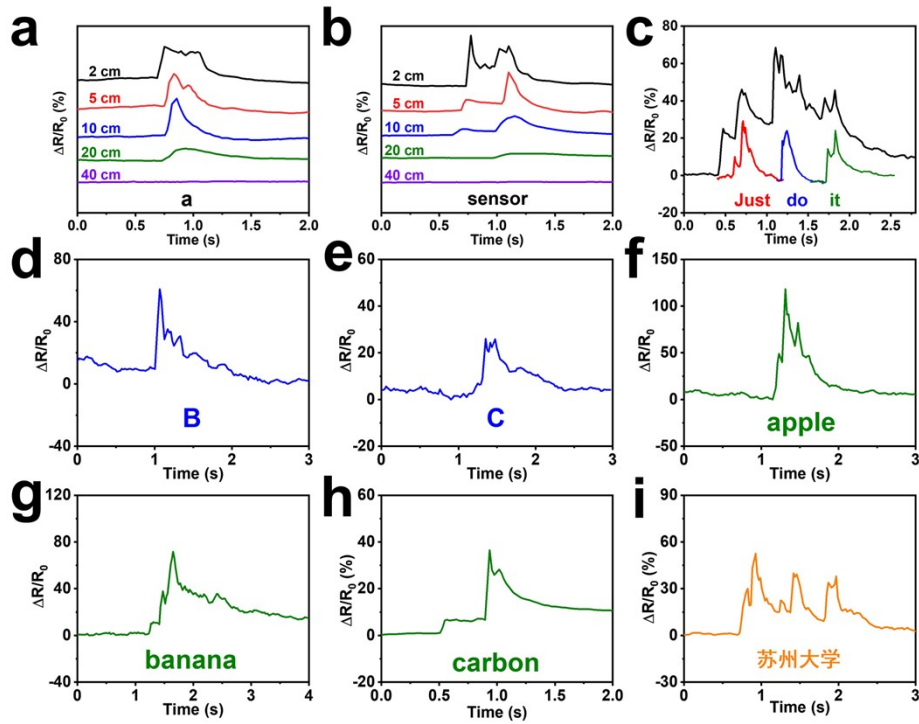 a
2 cm
5 cm
10 cm
20 cm
40 cm
a
ΔR/R0 (%)
0.0 0.5 1.0 1.5 2.0
Time (s)
b
2 cm
5 cm
10 cm
20 cm
40 cm
sensor
ΔR/R0 (%)
0.0 0.5 1.0 1.5 2.0
Time (s)
c
80
60
40
20
0
-20
ΔR/R0 (%)
Just do it
0.0 0.5 1.0 1.5 2.0 2.5
Time (s)
d
80
40
0
-40
ΔR/R0
B
0 1 2 3
Time (s)
e
60
40
20
0
-20
ΔR/R0
C
0 1 2 3
Time (s)
f
150
100
50
0
-50
ΔR/R0
apple
0 1 2 3
Time (s)
g
120
80
40
0
-40
ΔR/R0
banana
0 1 2 3 4
Time (s)
h
60
40
20
0
-20
ΔR/R0 (%)
carbon
0.0 0.5 1.0 1.5 2.0
Time (s)
i
90
60
30
0
-30
ΔR/R0 (%)
苏州大学
0 1 2 3
Time (s)